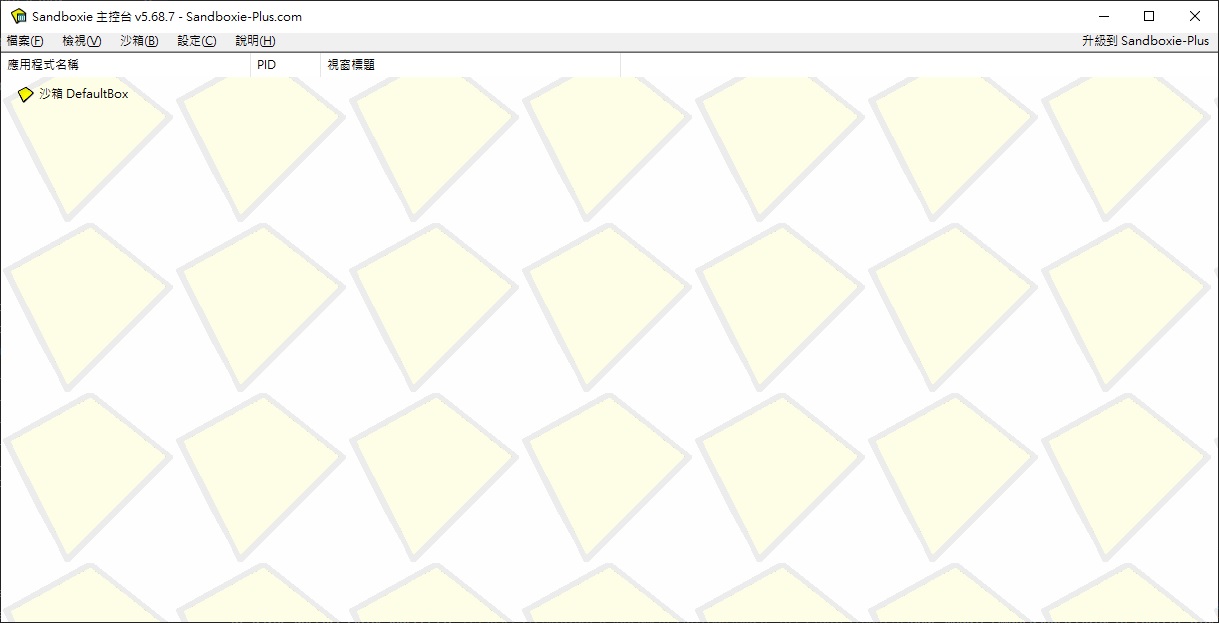 Sandboxie 主控台 v5.68.7 - Sandboxie-Plus.com
檔案(F) 檢視(V) 沙箱(B) 設定(C) 說明(H) 升級到 Sandboxie-Plus
應用程式名稱 PID 視窗標題
沙箱 DefaultBox